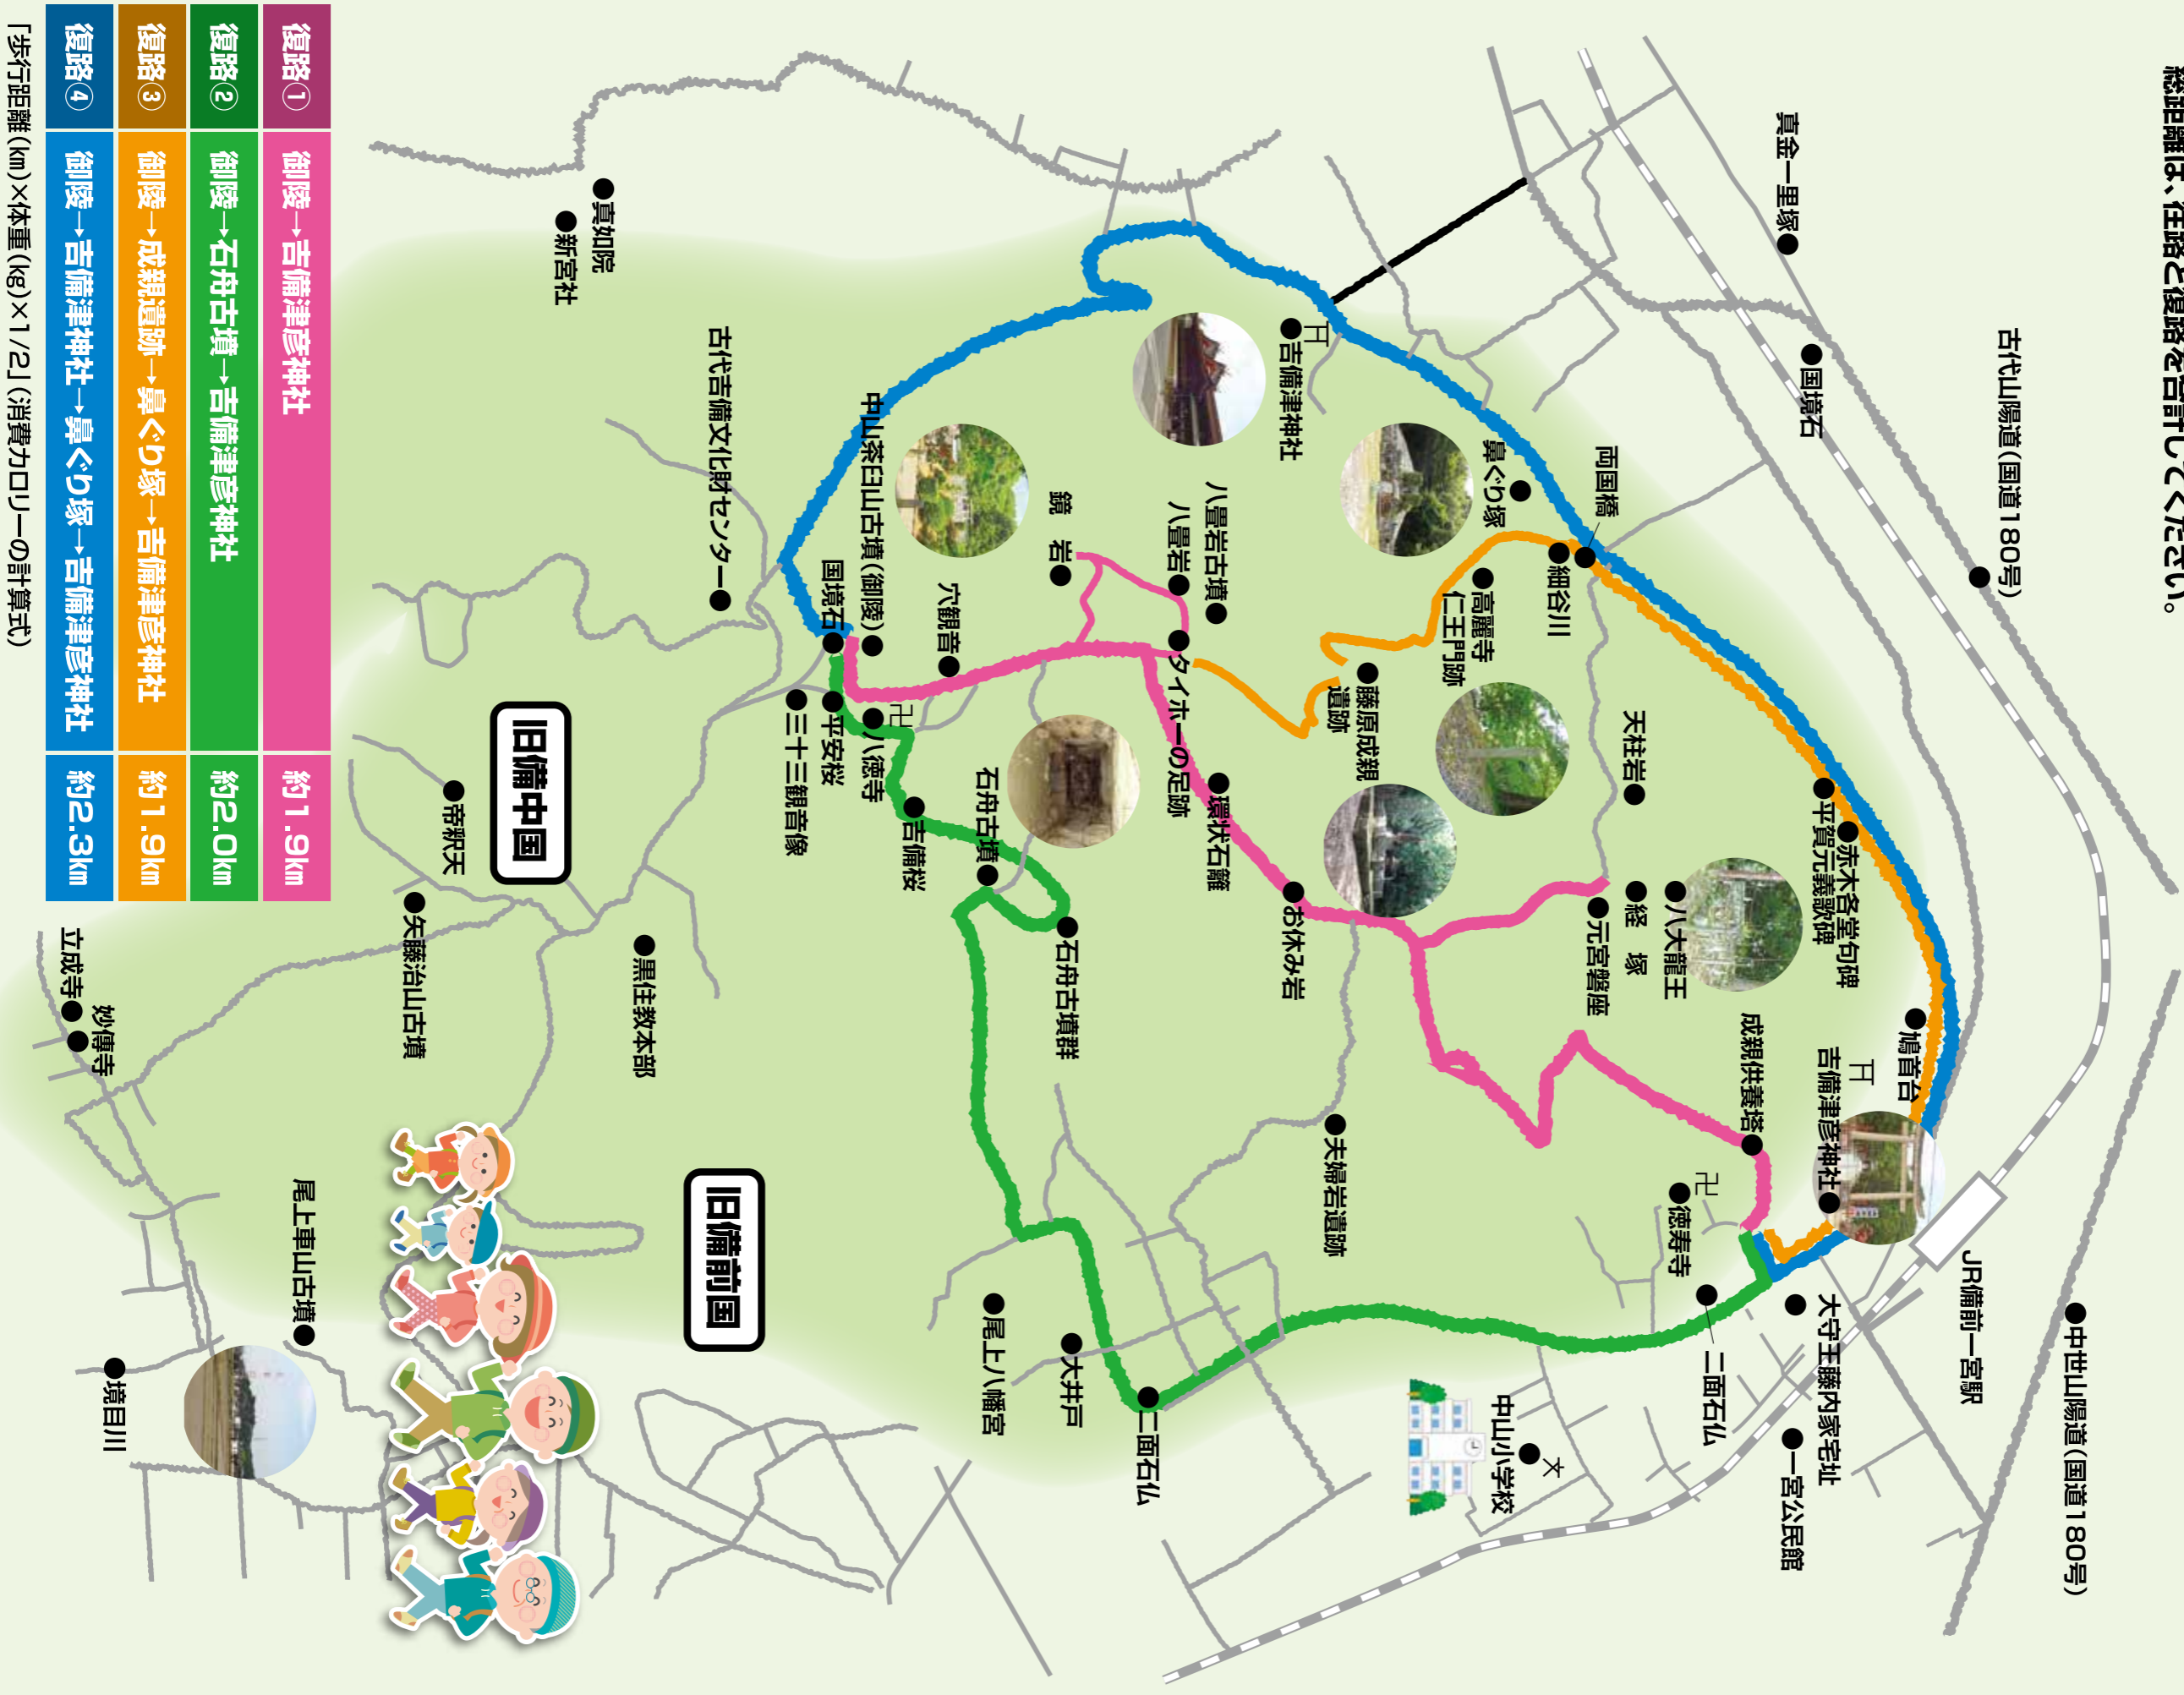 総距離は、往路と復路を合計してください。
古代山陽道(国道180号)
中世山陽道(国道180号)
真金一里塚
国境石
JR備前一宮駅
鳩首台
吉備津彦神社
赤木各堂句碑
平賀元義歌碑
大守王藤内家宅址
一宮公民館
成親供養塔
八大龍王
経 塚
元宮磐座
天柱岩
徳寿寺
二面石仏
両国橋
細谷川
鼻ぐり塚
高麗寺
仁王門跡
中山小学校
文
藤原成親
遺跡
夫婦岩遺跡
吉備津神社
お休み岩
八畳岩古墳
八畳岩
環状石籬
タイホーの足跡
二面石仏
鏡 岩
石舟古墳群
大井戸
穴観音
石舟古墳
尾上八幡宮
中山茶臼山古墳(御陵)
国境石
吉備桜
八徳寺
平安桜
三十三観音像
古代吉備文化財センター
旧備前国
黒住教本部
真如院
新宮社
旧備中国
帝釈天
矢藤治山古墳
尾上車山古墳
境目川
妙傳寺
立成寺
復路① 御陵→吉備津彦神社 約1.9km
復路② 御陵→石舟古墳→吉備津彦神社 約2.0km
復路③ 御陵→成親遺跡→鼻ぐり塚→吉備津彦神社 約1.9km
復路④ 御陵→吉備津神社→鼻ぐり塚→吉備津彦神社 約2.3km
「歩行距離(km)×体重(kg)×1/2」(消費カロリーの計算式)